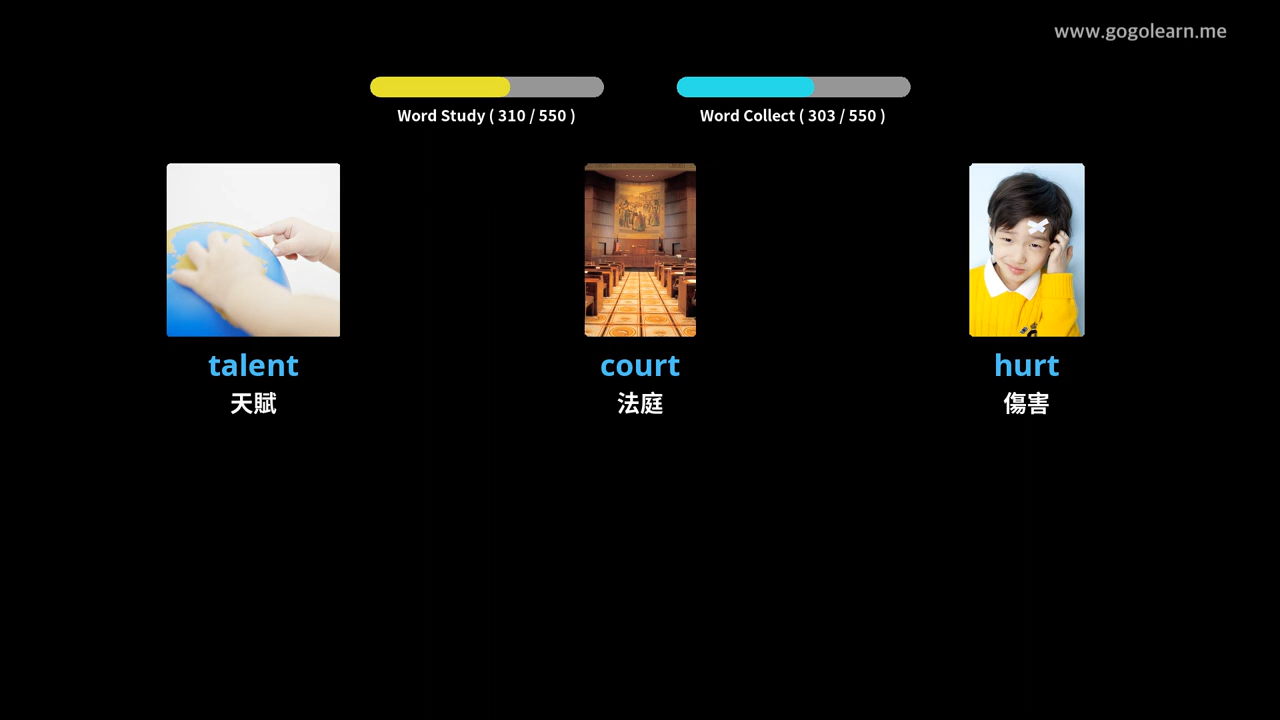 www.gogolearn.me
Word Study ( 310 / 550 )
Word Collect ( 303 / 550 )
talent
天賦
court
法庭
hurt
傷害